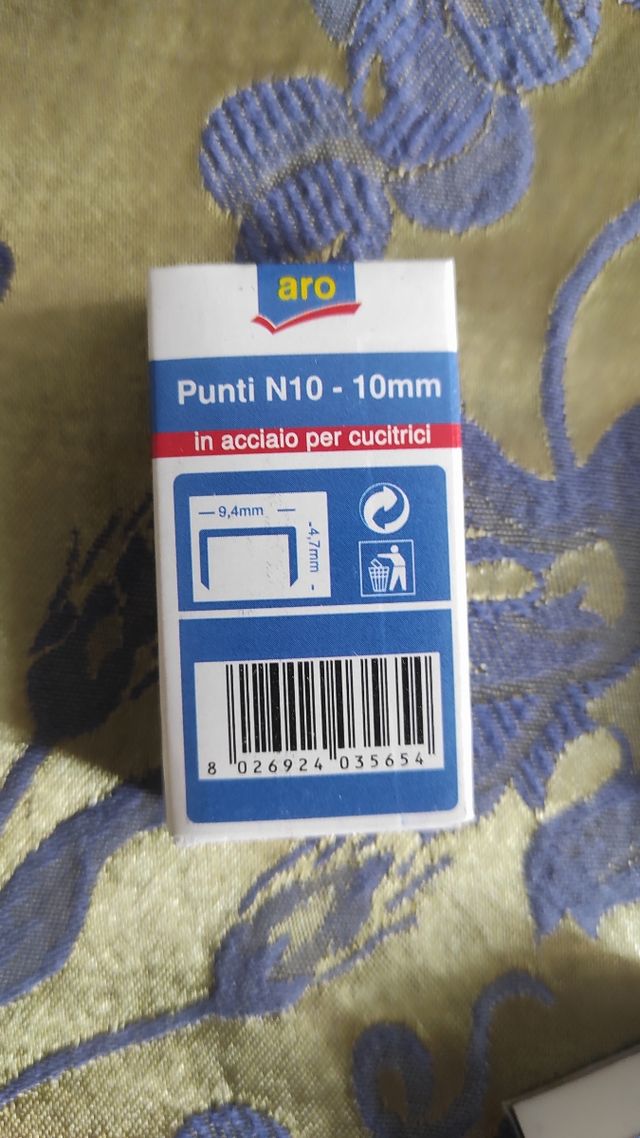 aro
Punti N10 - 10mm
in acciaio per cucitrici
9,4mm
4,7mm
8 026924 035654